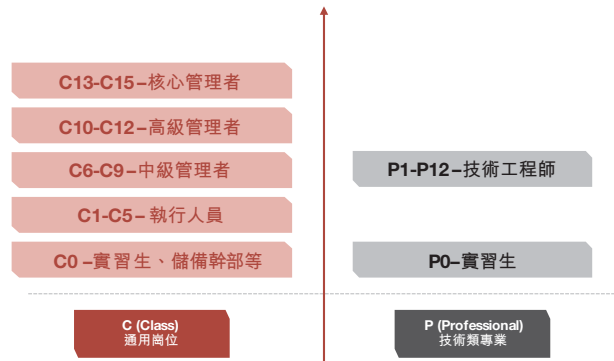 C13-C15–核心管理者
C10-C12–高級管理者
C6-C9–中級管理者
C1-C5–執行人員
C0 –實習生、儲備幹部等
C (Class)
通用崗位
P1-P12–技術工程師
P0–實習生
P (Professional)
技術類專業